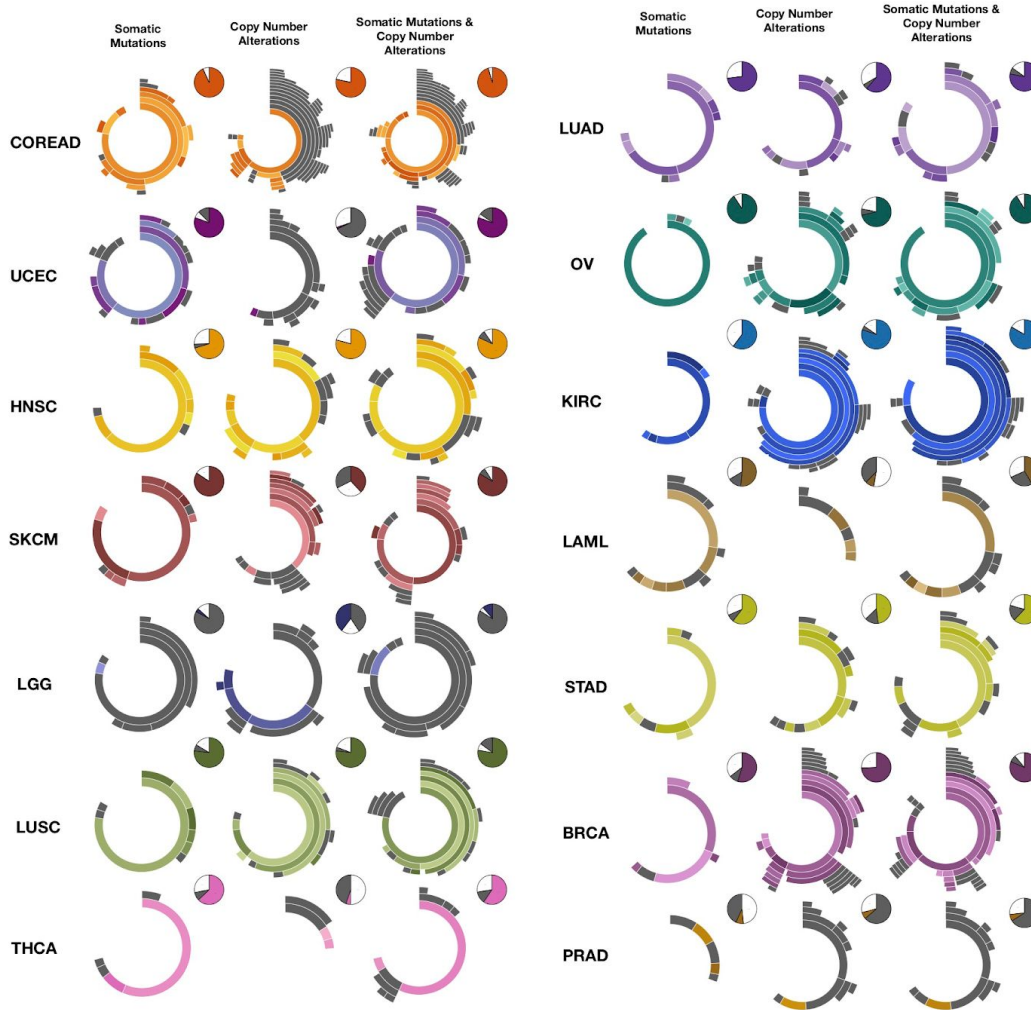 Somatic
Mutations
Copy Number
Alterations
Somatic Mutations &
Copy Number
Alterations
COREAD
UCEC
HNSC
SKCM
LGG
LUSC
THCA
Somatic
Mutations
Copy Number
Alterations
Somatic Mutations &
Copy Number
Alterations
LUAD
OV
KIRC
LAML
STAD
BRCA
PRAD